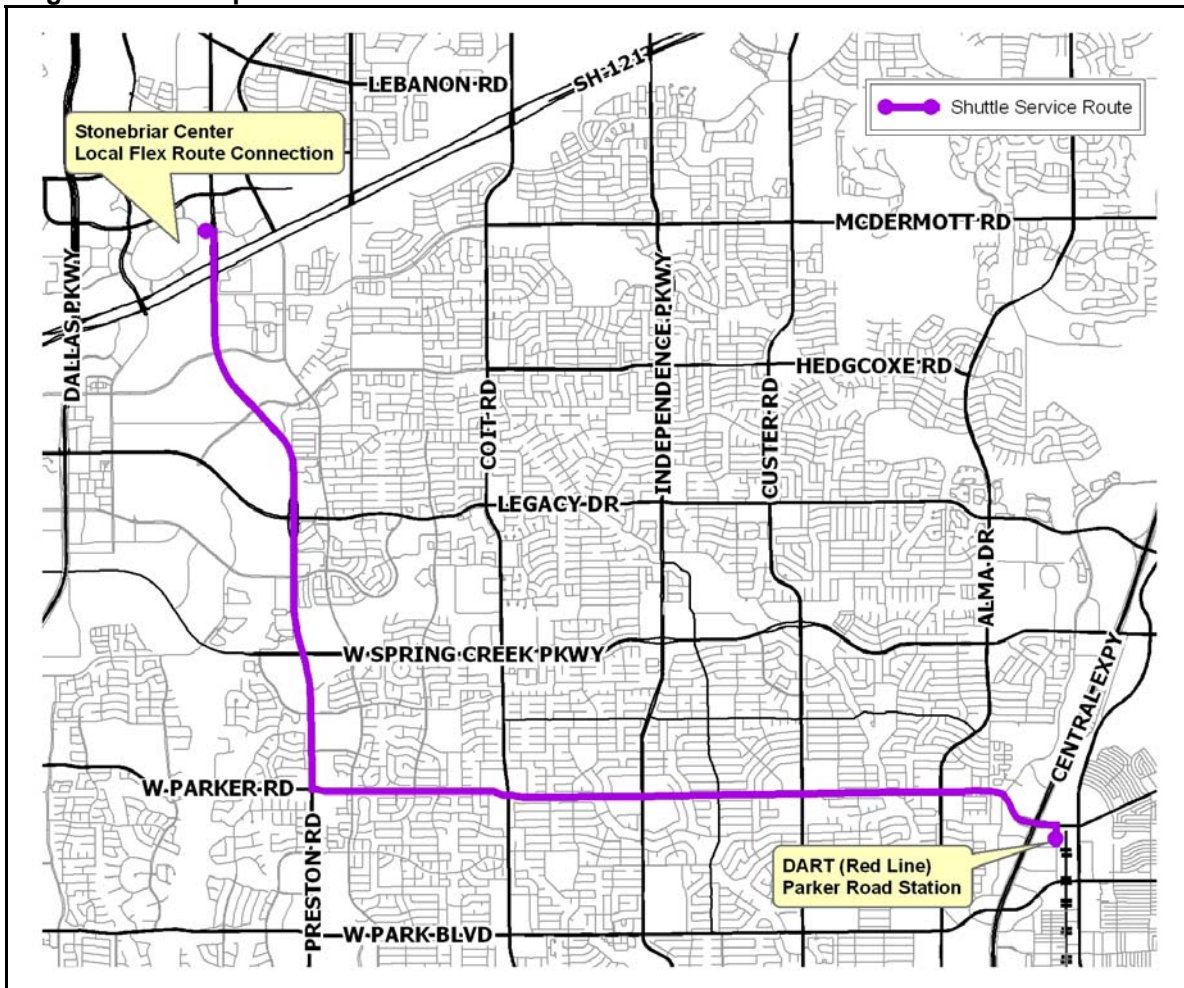 LEBANON RD
SH-121
Shuttle Service Route
Stonebriar Center
Local Flex Route Connection
MCDERMOTT RD
DALLAS PKWY
INDEPENDENCE PKWY
HEDGCOXE RD
COIT RD
CUSTER RD
LEGACY DR
ALMA DR
W SPRING CREEK PKWY
CENTRAL EXPY
W PARKER RD
PRESTON RD
DART (Red Line)
Parker Road Station
W PARK BLVD